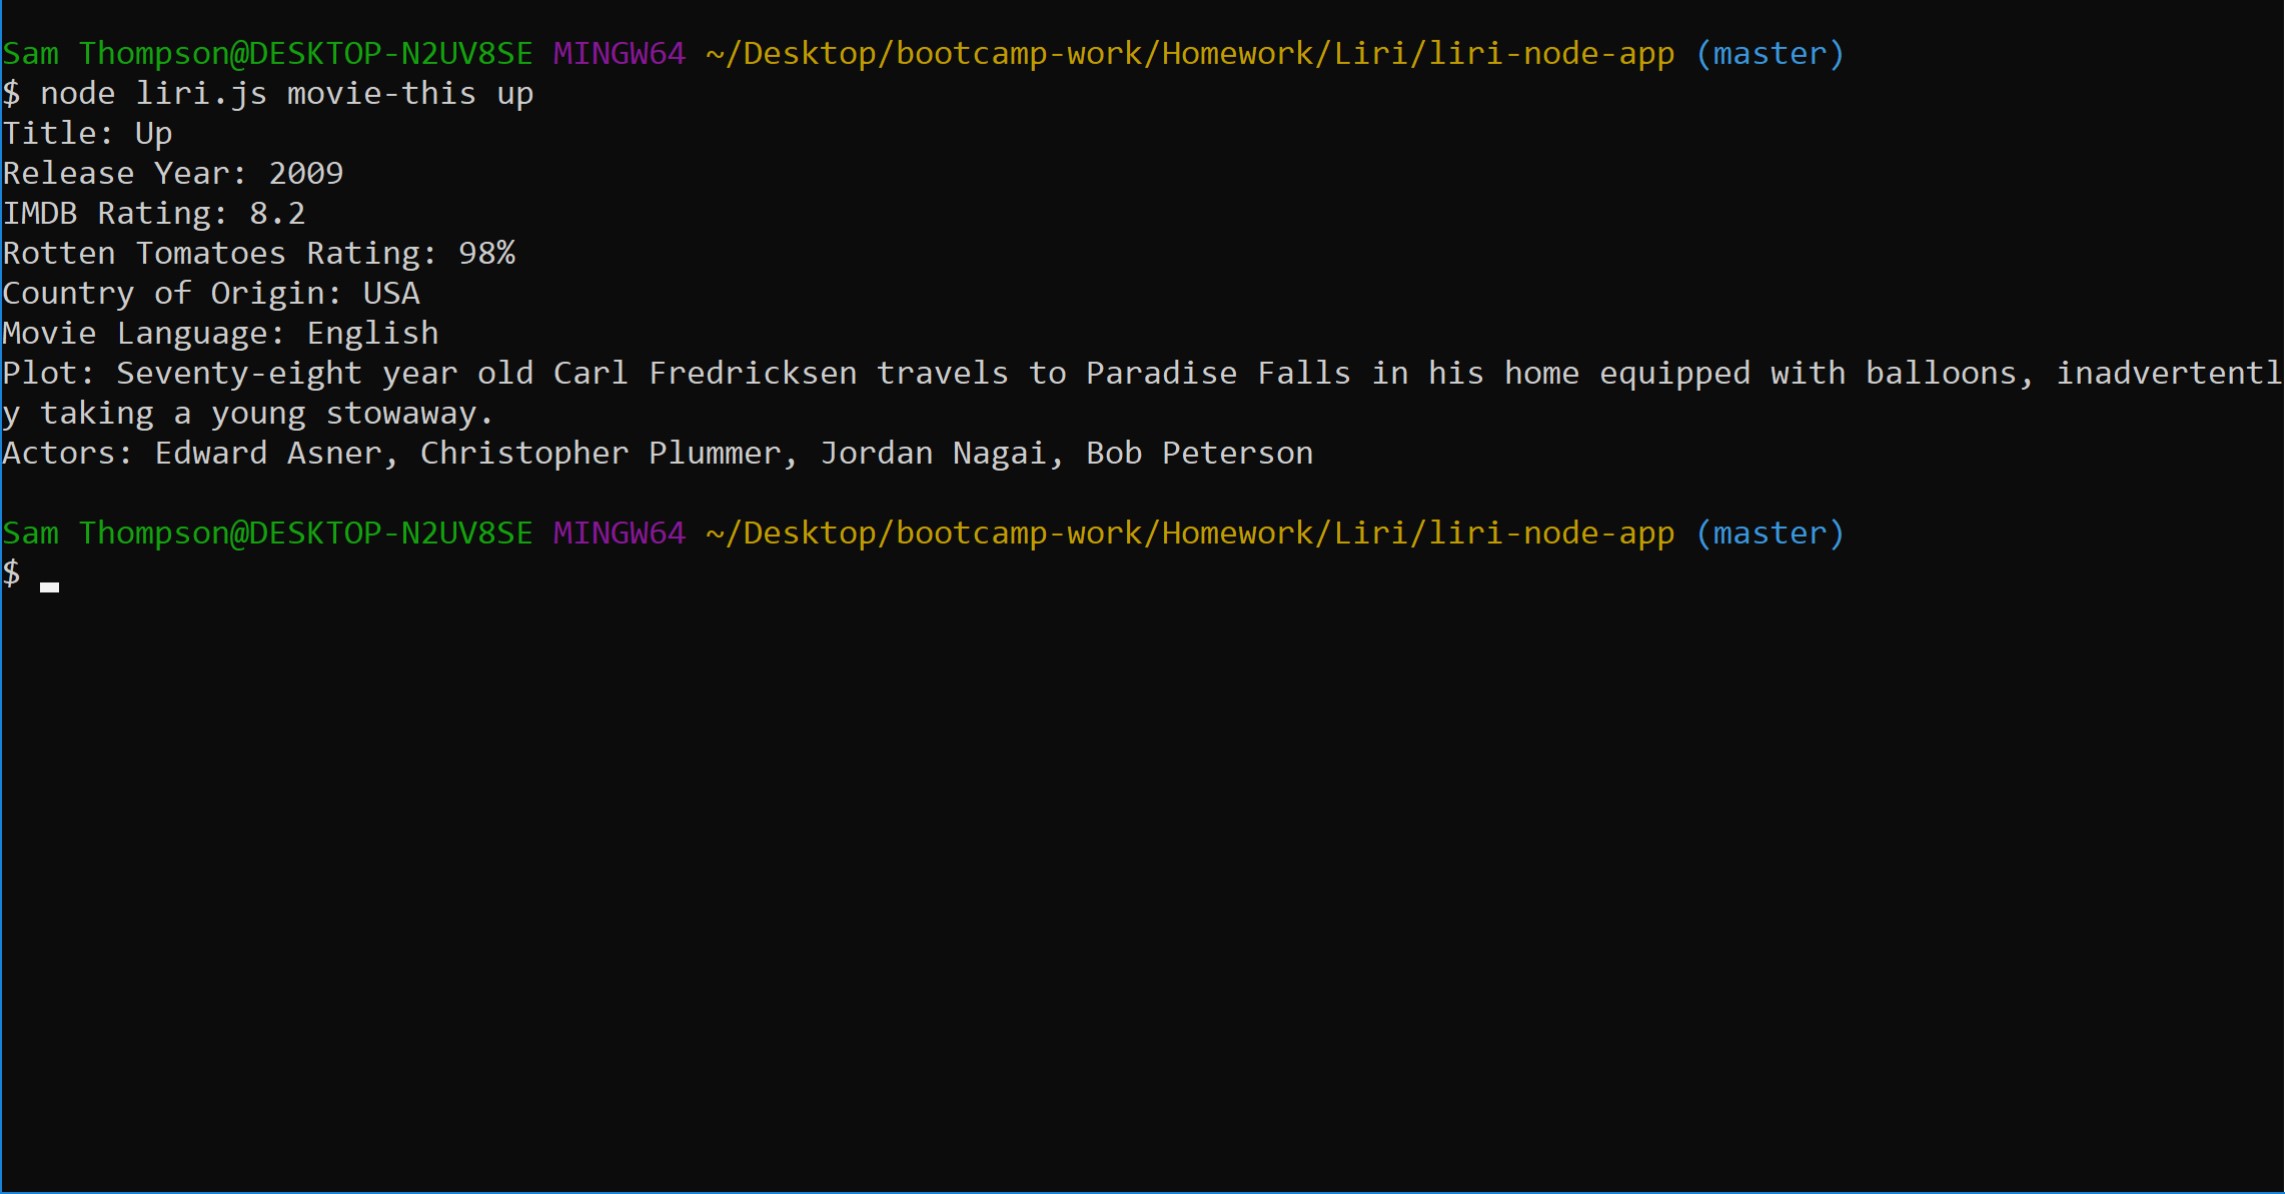 Sam Thompson@DESKTOP-N2UV8SE MINGW64 ~/Desktop/bootcamp-work/Homework/Liri/liri-node-app (master)
$ node liri.js movie-this up
Title: Up
Release Year: 2009
IMDB Rating: 8.2
Rotten Tomatoes Rating: 98%
Country of Origin: USA
Movie Language: English
Plot: Seventy-eight year old Carl Fredricksen travels to Paradise Falls in his home equipped with balloons, inadvertentl
y taking a young stowaway.
Actors: Edward Asner, Christopher Plummer, Jordan Nagai, Bob Peterson
Sam Thompson@DESKTOP-N2UV8SE MINGW64 ~/Desktop/bootcamp-work/Homework/Liri/liri-node-app (master)
$